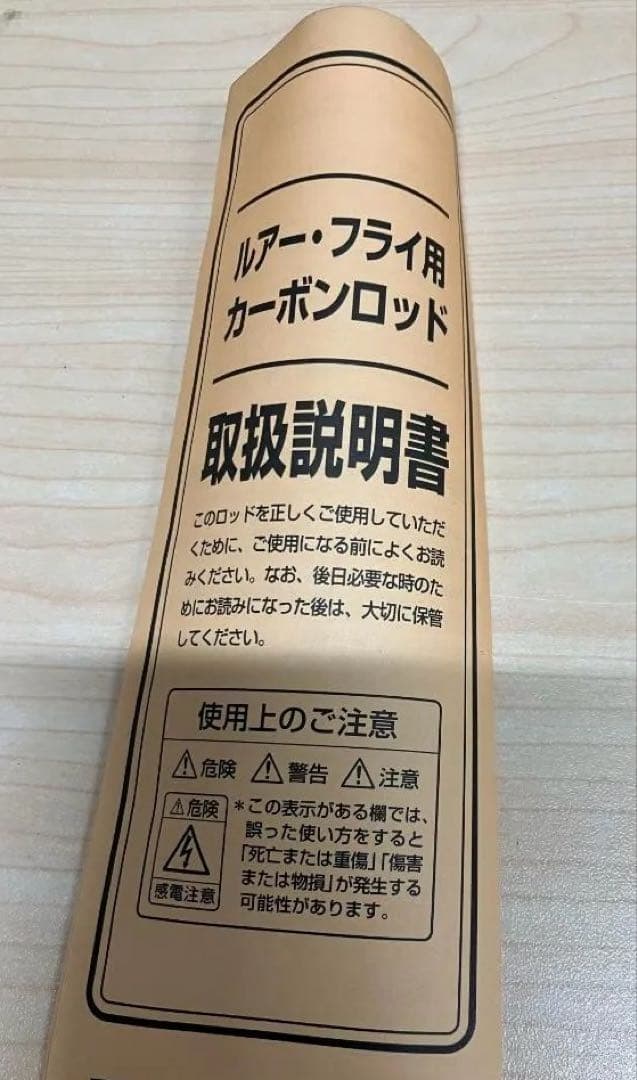 ルアー・フライ用
カーボンロッド
取扱説明書
このロッドを正しくご使用していただ
くために、ご使用になる前によくお読
みください。なお、後日必要な時のた
めにお読みになった後は、大切に保管
してください。
使用上のご注意
⚠危険 ⚠警告 ⚠注意
⚠危険
感電注意
＊この表示がある欄では、
誤った使い方をすると
「死亡または重傷」「傷害
または物損」が発生する
可能性があります。